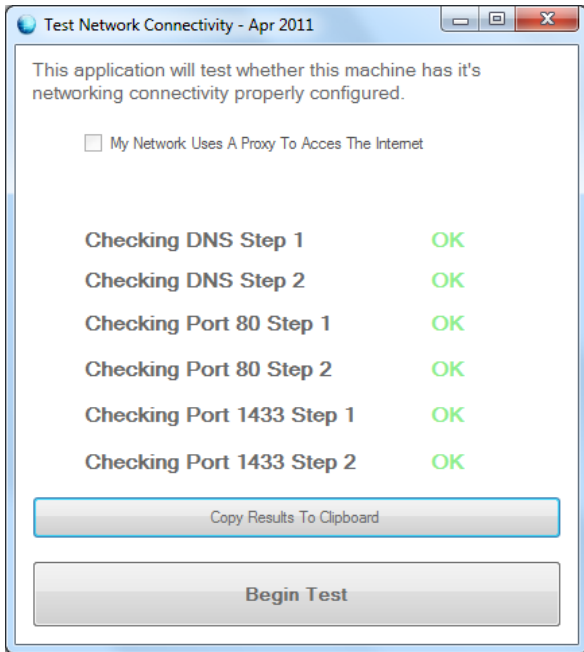 Test Network Connectivity - Apr 2011
This application will test whether this machine has it's
networking connectivity properly configured.
My Network Uses A Proxy To Acces The Internet
Checking DNS Step 1 OK
Checking DNS Step 2 OK
Checking Port 80 Step 1 OK
Checking Port 80 Step 2 OK
Checking Port 1433 Step 1 OK
Checking Port 1433 Step 2 OK
Copy Results To Clipboard
Begin Test